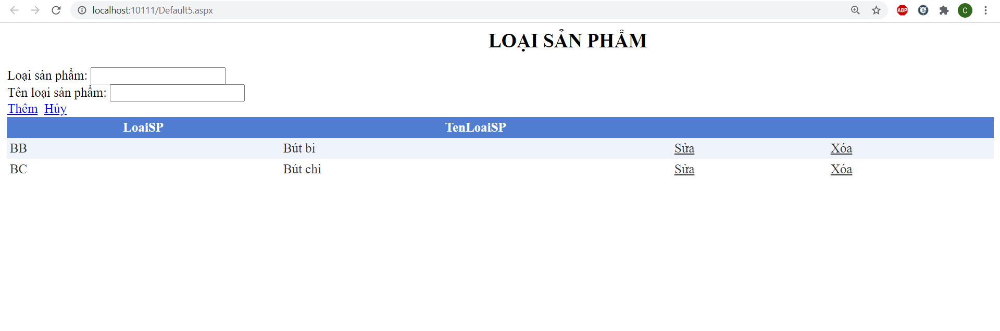 localhost:10111/Default5.aspx
ABP
C
LOẠI SẢN PHẨM
Loại sản phẩm:
Tên loại sản phẩm:
Thêm Hủy
LoaiSP TenLoaiSP
BB Bút bi Sửa Xóa
BC Bút chì Sửa Xóa